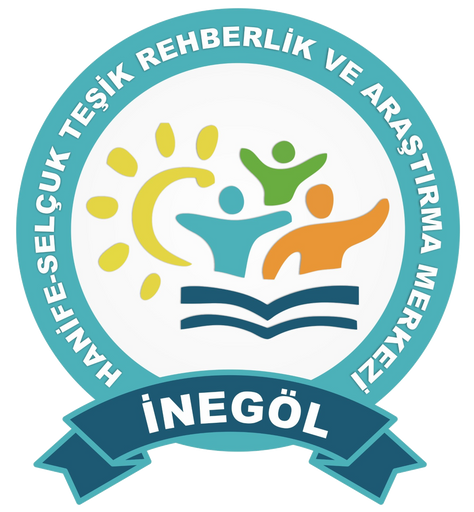 HANİFE-SELÇUK TEŞİK REHBERLİK VE ARAŞTIRMA MERKEZİ
İNEGÖL